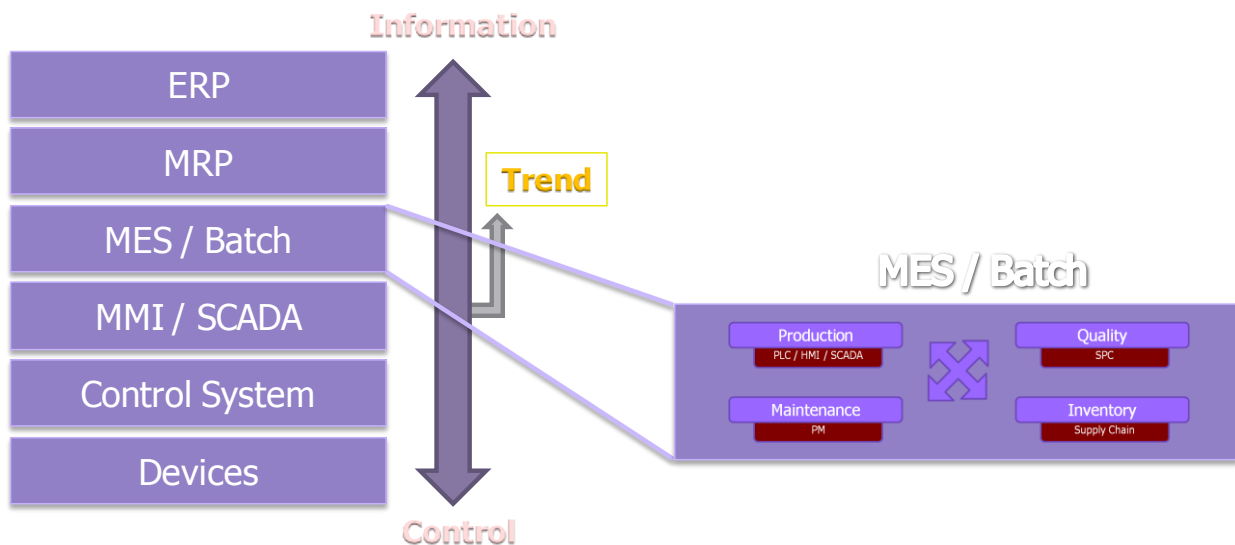 Information
ERP
MRP
Trend
MES / Batch
MES / Batch
MMI / SCADA
Production
PLC / HMI / SCADA
Quality
SPC
Control System
Maintenance
PM
Inventory
Supply Chain
Devices
Control